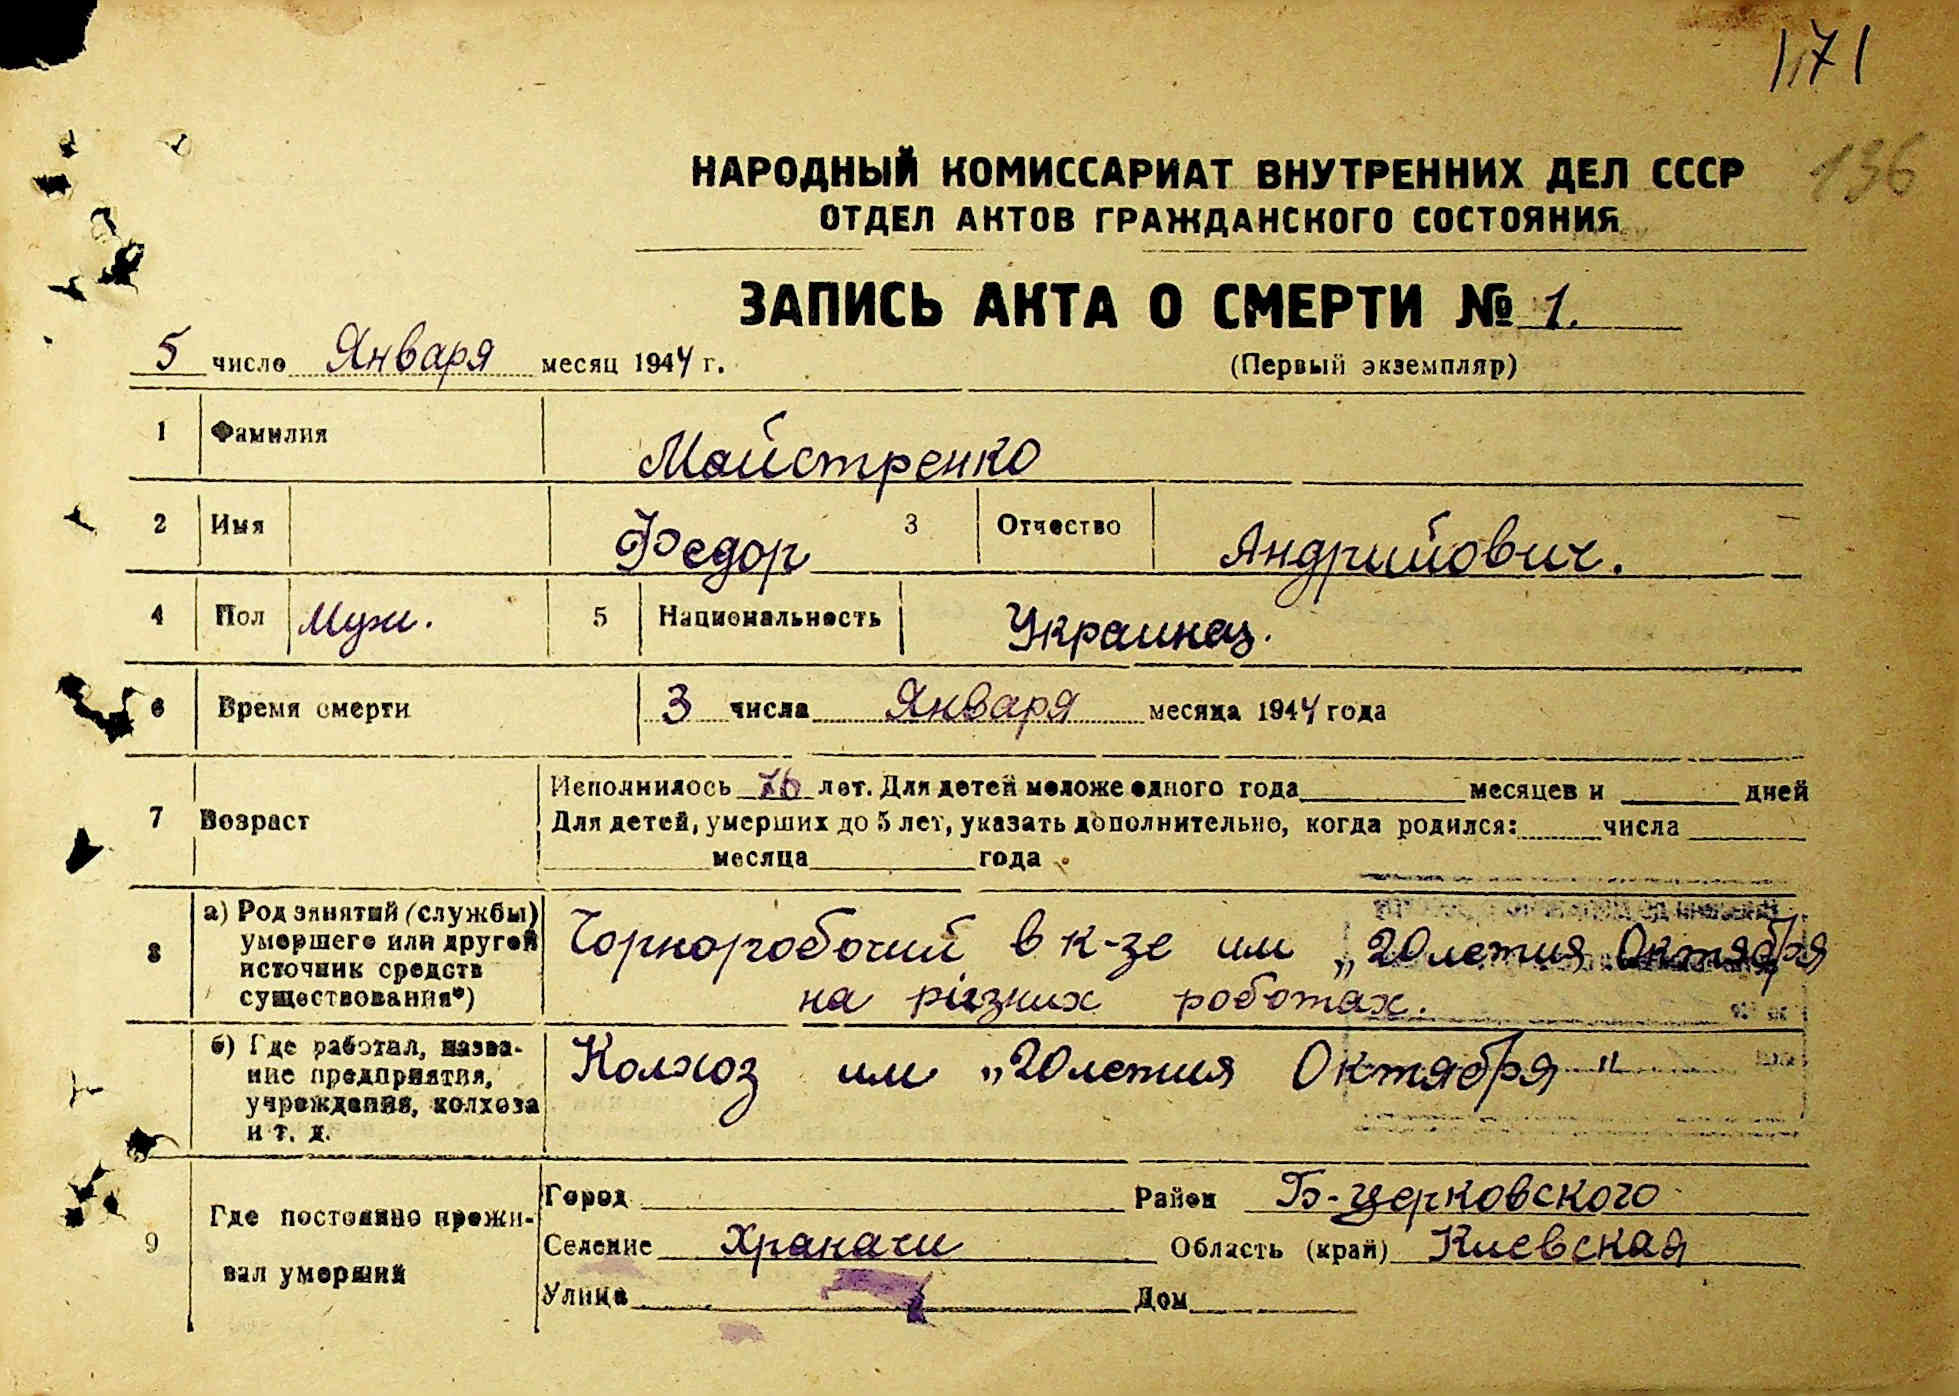 171
136
НАРОДНЫЙ КОМИССАРИАТ ВНУТРЕННИХ ДЕЛ СССР
ОТДЕЛ АКТОВ ГРАЖДАНСКОГО СОСТОЯНИЯ
ЗАПИСЬ АКТА О СМЕРТИ № 1.
5 число Января месяц 1944 г.
(Первый экземпляр)
1 Фамилия Майстренко
2 Имя Федор 3 Отчество Андрийович.
4 Пол Муж. 5 Национальность Украинец.
6 Время смерти 3 числа Января месяца 1944 года
7 Возраст
Исполнилось 76 лет. Для детей моложе одного года месяцев и дней
Для детей, умерших до 5 лет, указать дополнительно, когда родился: числа
месяца года
8 а) Род занятий (службы) умершего или другой источник средств существования*)
Чорноробочий в к-зе им „20летия Октября
на різних роботах.
б) Где работал, название предприятия, учреждения, колхоза и т. д.
Колхоз им „20летия Октября"
9 Где постоянно проживал умерший
Город Район Б-церковского
Селение Храпачи Область (край) Киевская
Улица Дом